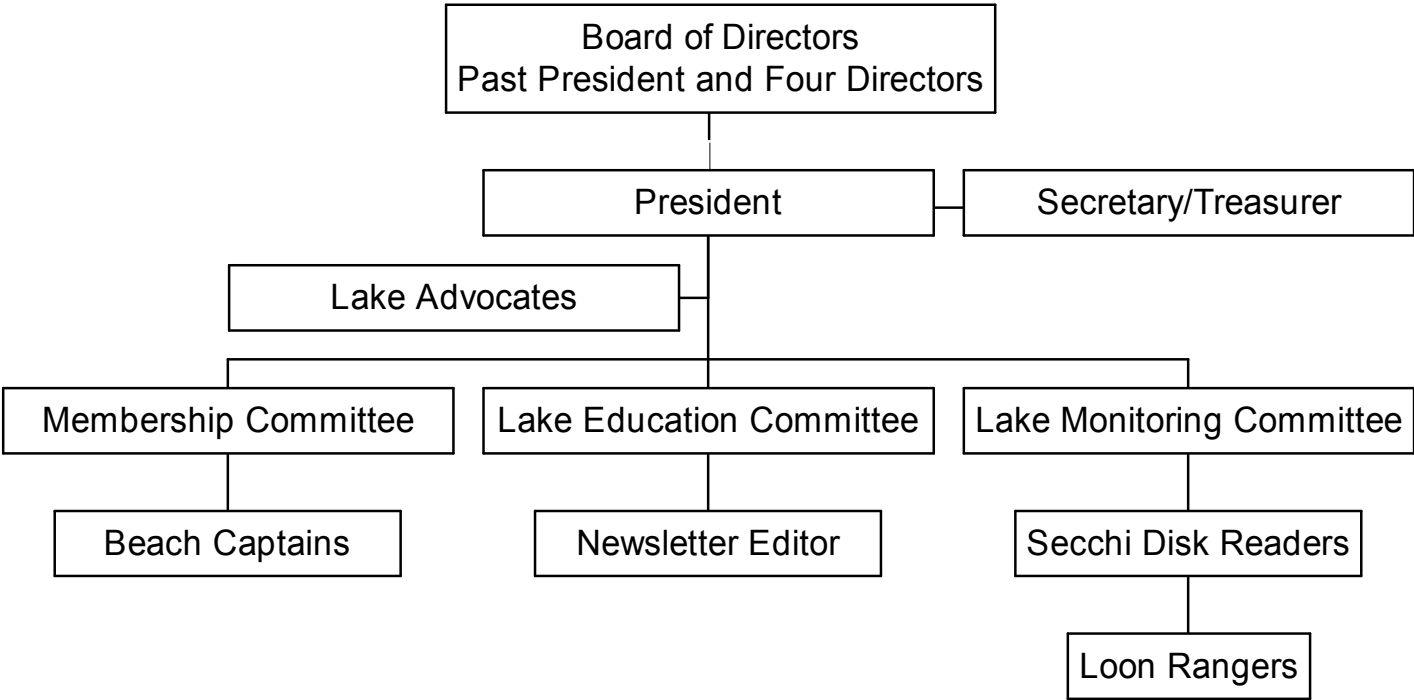 Board of Directors
Past President and Four Directors
President
Secretary/Treasurer
Lake Advocates
Membership Committee
Lake Education Committee
Lake Monitoring Committee
Beach Captains
Newsletter Editor
Secchi Disk Readers
Loon Rangers